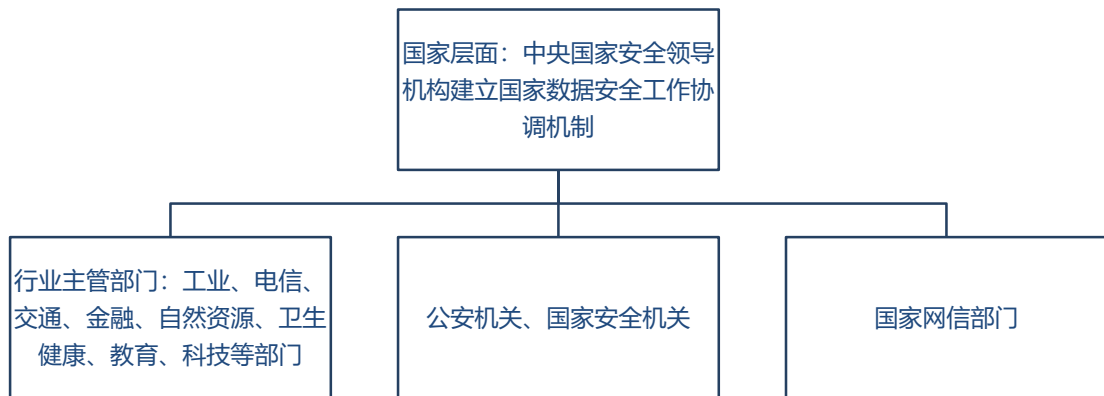 国家层面：中央国家安全领导
机构建立国家数据安全工作协
调机制
行业主管部门：工业、电信、
交通、金融、自然资源、卫生
健康、教育、科技等部门
公安机关、国家安全机关
国家网信部门